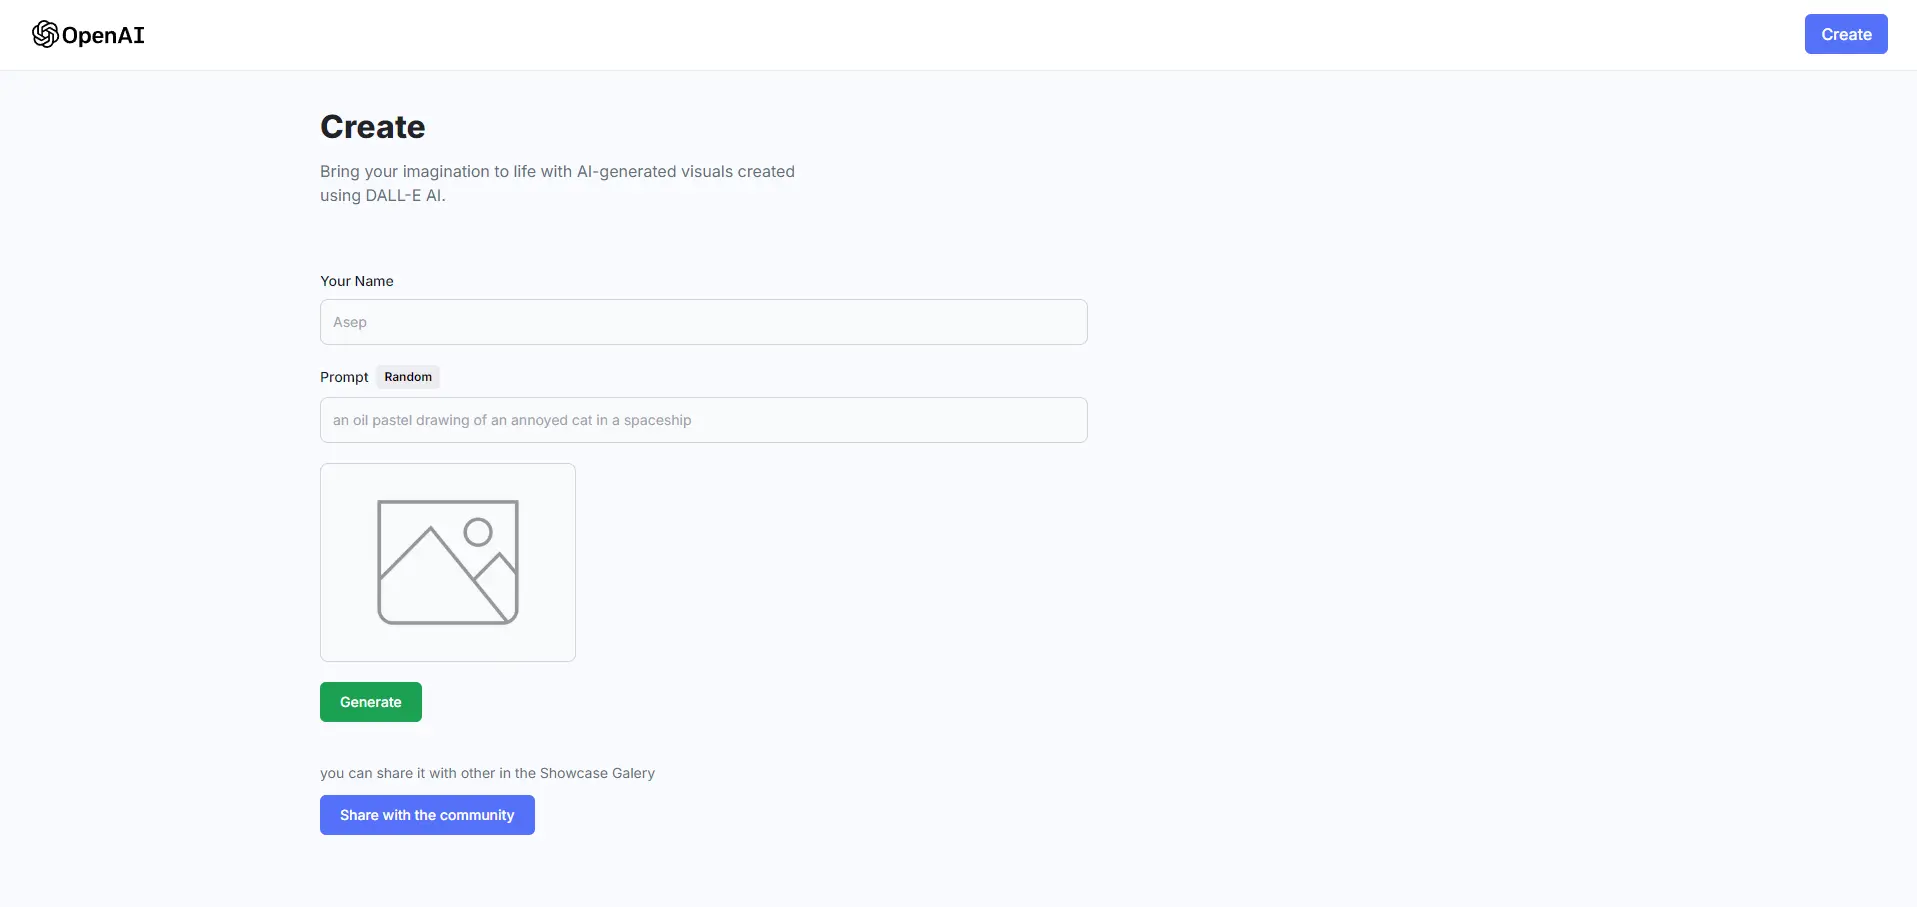 OpenAI
Create
Create
Bring your imagination to life with AI-generated visuals created
using DALL-E AI.
Your Name
Asep
Prompt Random
an oil pastel drawing of an annoyed cat in a spaceship
Generate
you can share it with other in the Showcase Galery
Share with the community